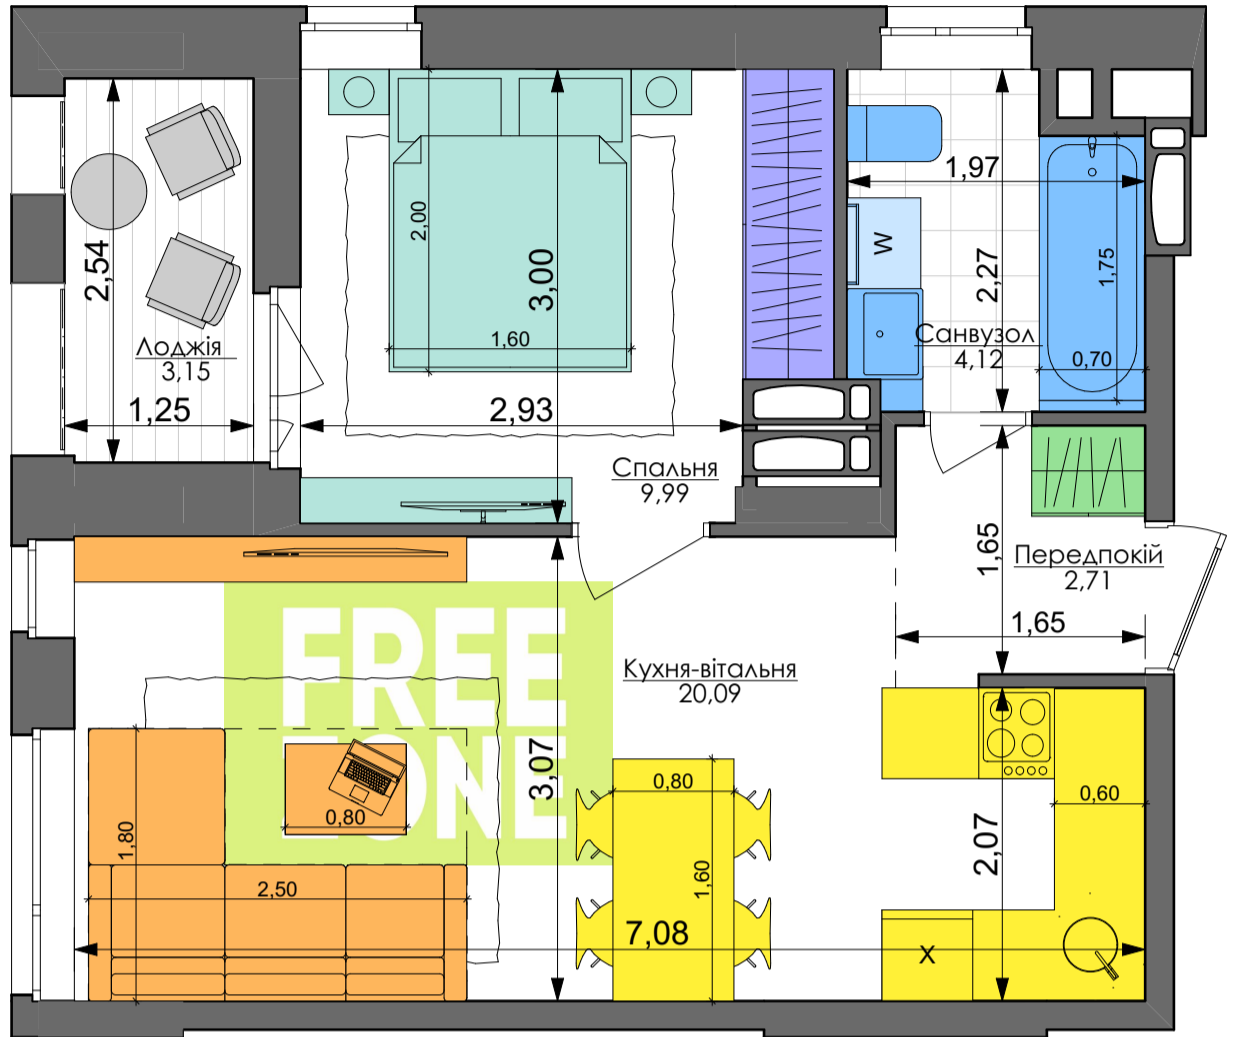 2,00
3,00
1,60
2,54
Лоджія
3,15
1,25
2,93
Спальня
9,99
1,97
W
2,27
1,75
Санвузол
4,12
0,70
1,65
Передпокій
2,71
1,65
FREE
ZONE
Кухня-вітальня
20,09
3,07
0,80
1,80
2,50
0,80
1,60
7,08
0,60
2,07
X